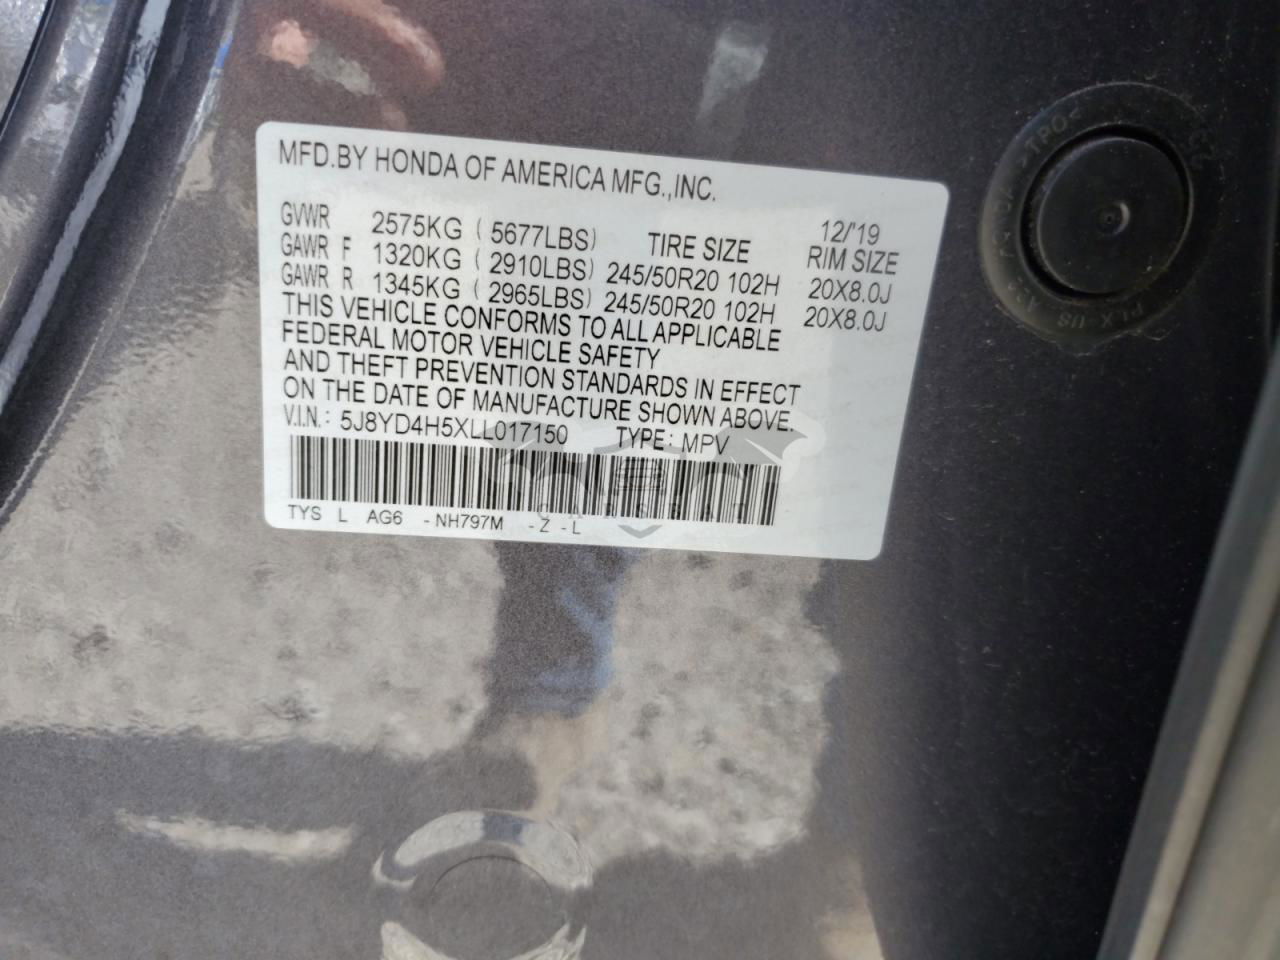 MFD.BY HONDA OF AMERICA MFG.,INC.
12/'19
GVWR 2575KG ( 5677LBS) TIRE SIZE RIM SIZE
GAWR F 1320KG ( 2910LBS) 245/50R20 102H 20X8.0J
GAWR R 1345KG ( 2965LBS) 245/50R20 102H 20X8.0J
THIS VEHICLE CONFORMS TO ALL APPLICABLE
FEDERAL MOTOR VEHICLE SAFETY
AND THEFT PREVENTION STANDARDS IN EFFECT
ON THE DATE OF MANUFACTURE SHOWN ABOVE.
V.I.N.: 5J8YD4H5XLL017150 TYPE: MPV
TYS L AG6 -NH797M -Z -L
>TPO<
PLX US